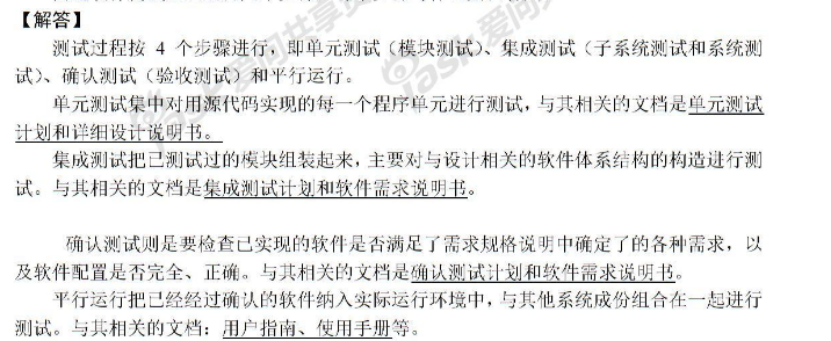 【解答】
测试过程按 4 个步骤进行，即单元测试（模块测试）、集成测试（子系统测试和系统测
试）、确认测试（验收测试）和平行运行。
单元测试集中对用源代码实现的每一个程序单元进行测试，与其相关的文档是单元测试
计划和详细设计说明书。
集成测试把已测试过的模块组装起来，主要对与设计相关的软件体系结构的构造进行测
试。与其相关的文档是集成测试计划和软件需求说明书。
确认测试则是要检查已实现的软件是否满足了需求规格说明中确定了的各种需求，以
及软件配置是否完全、正确。与其相关的文档是确认测试计划和软件需求说明书。
平行运行把已经经过确认的软件纳入实际运行环境中，与其他系统成份组合在一起进行
测试。与其相关的文档：用户指南、使用手册等。